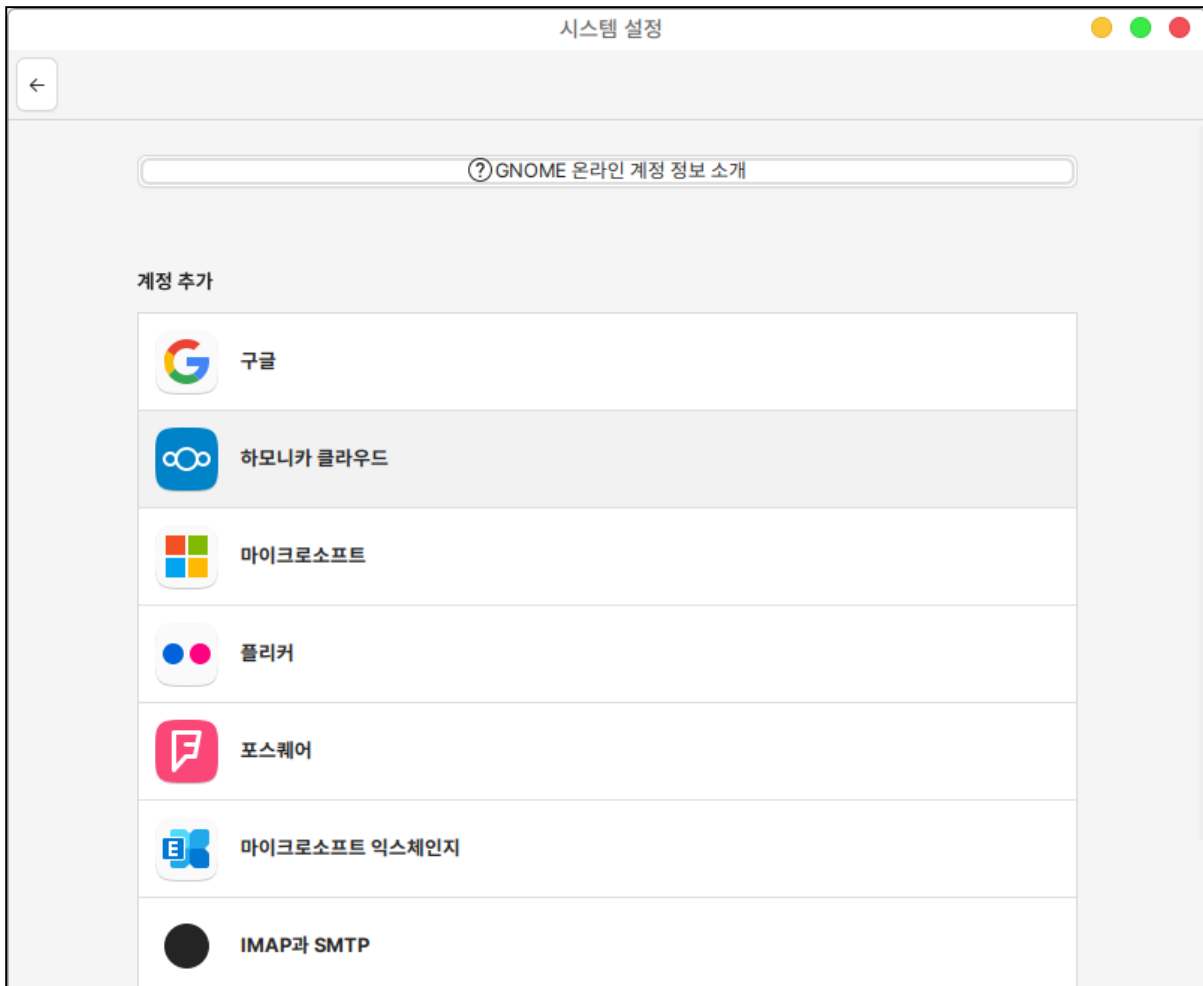 시스템 설정
GNOME 온라인 계정 정보 소개
계정 추가
구글
하모니카 클라우드
마이크로소프트
플리커
포스퀘어
마이크로소프트 익스체인지
IMAP과 SMTP